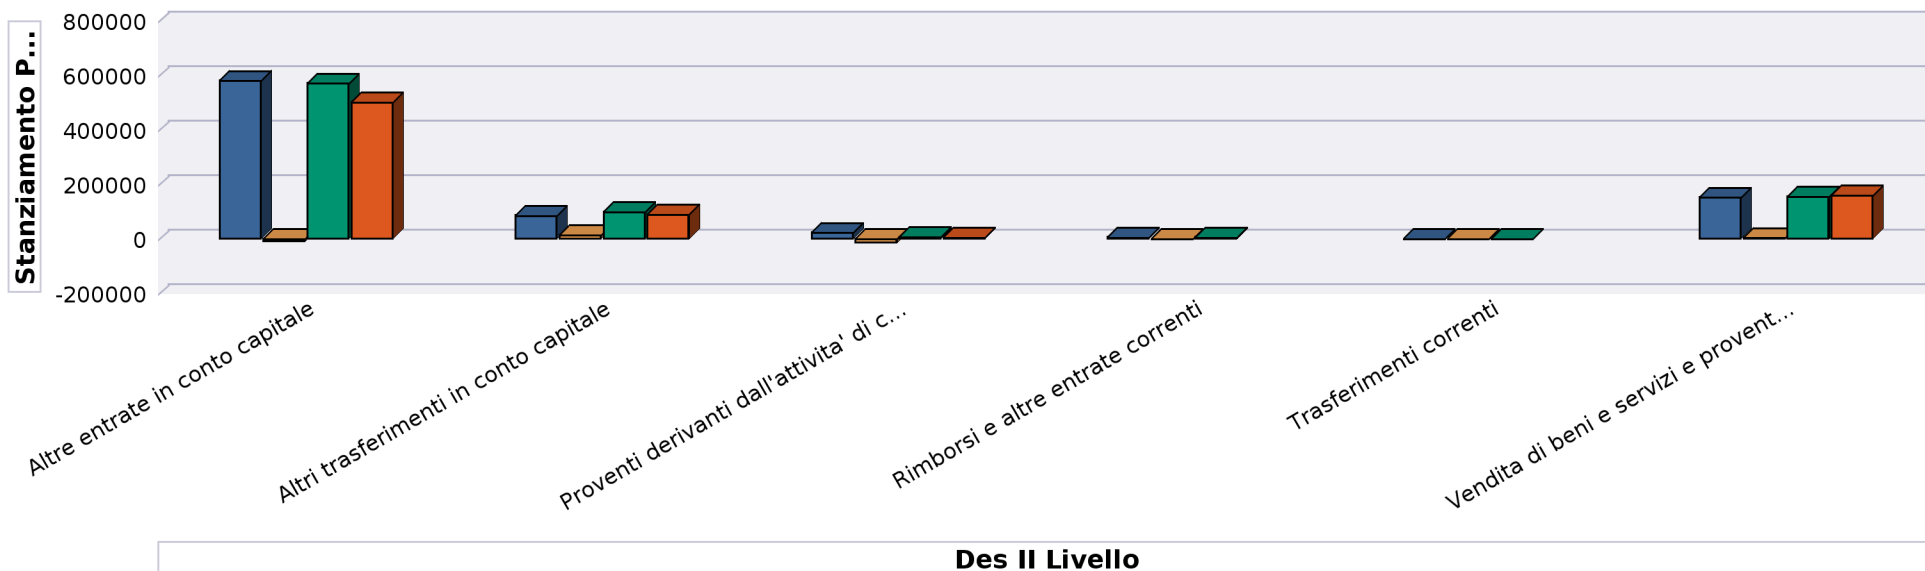 800000
600000
400000
200000
0
-200000
Stanziamento P...
Altre entrate in conto capitale
Altri trasferimenti in conto capitale
Proventi derivanti dall'attivita' di c...
Rimborsi e altre entrate correnti
Trasferimenti correnti
Vendita di beni e servizi e provent...
Des II Livello